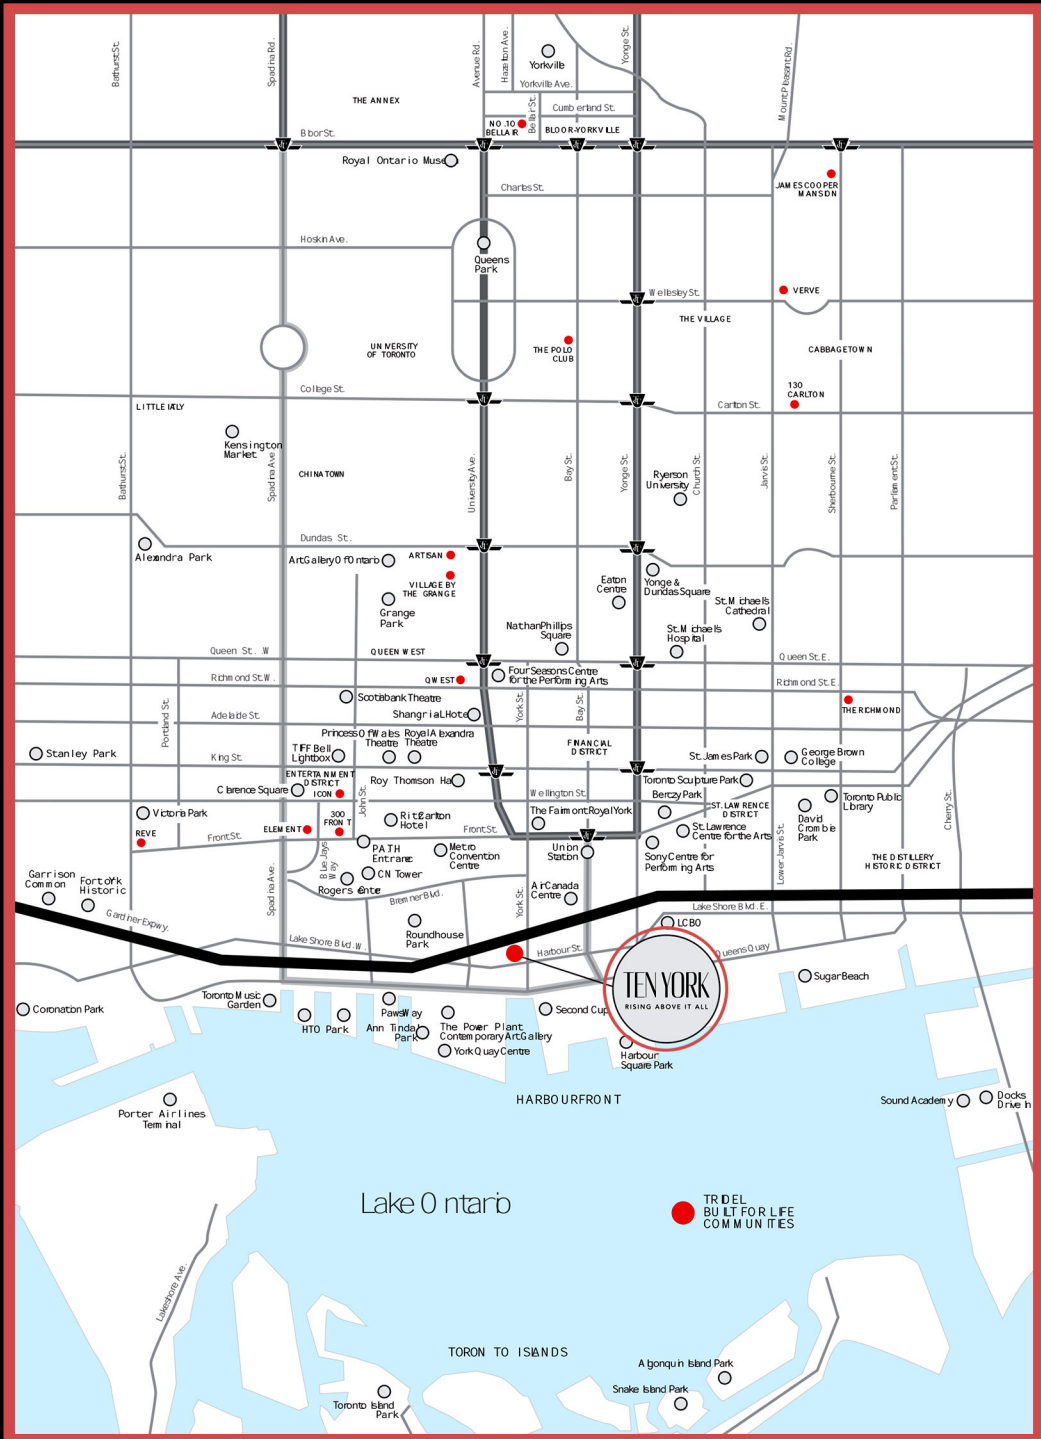 Bathurst St.
Spadina Rd.
Avenue Rd.
Hazelton Ave.
Yonge St.
Mount Pleasant Rd.
Yorkville
Yorkville Ave.
THE ANNEX
Bellair St.
Cumberland St.
NO.10
BELLAIR
BLOOR-YORKVILLE
Bloor St.
Royal Ontario Museum
JAMES COOPER
MANSION
Charles St.
Hoskin Ave.
Queens
Park
Wellesley St.
VERVE
THE VILLAGE
UNIVERSITY
OF TORONTO
THE POLO
CLUB
CABBAGETOWN
College St.
130
CARLTON
Carlton St.
LITTLE ITALY
Kensington
Market
Bathurst St.
Spadina Ave.
CHINATOWN
University Ave.
Bay St.
Yonge St.
Ryerson
University
Church St.
Jarvis St.
Sherbourne St.
Parliament St.
Dundas St.
Alexandra Park
Art Gallery Of Ontario
ARTISAN
VILLAGE BY
THE GRANGE
Grange
Park
Eaton
Centre
Yonge &
Dundas Square
St. Michael's
Cathedral
Nathan Phillips
Square
St. Michael's
Hospital
Queen St. .W
QUEEN WEST
Queen St. E.
Richmond St. W.
QWEST
Four Seasons Centre
for the Performing Arts
Richmond St. E.
Portland St.
Scotiabank Theatre
York St.
Bay St.
THE RICHMOND
Adelaide St.
Shangri-La Hotel
Princess Of Wales
Theatre
Royal Alexandra
Theatre
Stanley Park
King St.
TIFF Bell
Lightbox
FINANCIAL
DISTRICT
St. James Park
George Brown
College
ENTERTAINMENT
DISTRICT
Roy Thomson Hall
Toronto Sculpture Park
Clarence Square
ICON
John St.
Wellington St.
Berczy Park
ST. LAWRENCE
DISTRICT
Toronto Public
Library
Cherry St.
Victoria Park
300
FRONT
Ritz Carlton
Hotel
The Fairmont Royal York
David
Crombie
Park
REVE
Front St.
ELEMENT
Front St.
St. Lawrence
Centre for the Arts
Blue Jays
Way
PATH
Entrance
Metro
Convention
Centre
Union
Station
Sony Centre for
Performing Arts
Lower Jarvis St.
THE DISTILLERY
HISTORIC DISTRICT
Garrison
Common
Fort York
Historic
Spadina Ave.
CN Tower
Rogers Center
Bremner Blvd.
York St.
Air Canada
Centre
Gardiner Expwy.
Lake Shore Blvd. E.
Roundhouse
Park
LCBO
Lake Shore Blvd. W.
Harbour St.
Queens Quay
TEN YORK
RISING ABOVE IT ALL
Sugar Beach
Coronation Park
Toronto Music
Garden
HTO Park
PawsWay
Ann Tindal
Park
The Power Plant
Contemporary Art Gallery
York Quay Centre
Second Cup
Harbour
Square Park
HARBOURFRONT
Porter Airlines
Terminal
Sound Academy
Docks
Drive In
Lake Ontario
TRIDEL
BUILT FOR LIFE
COMMUNITIES
Lakeshore Ave.
TORONTO ISLANDS
Algonquin Island Park
Snake Island Park
Toronto Island
Park